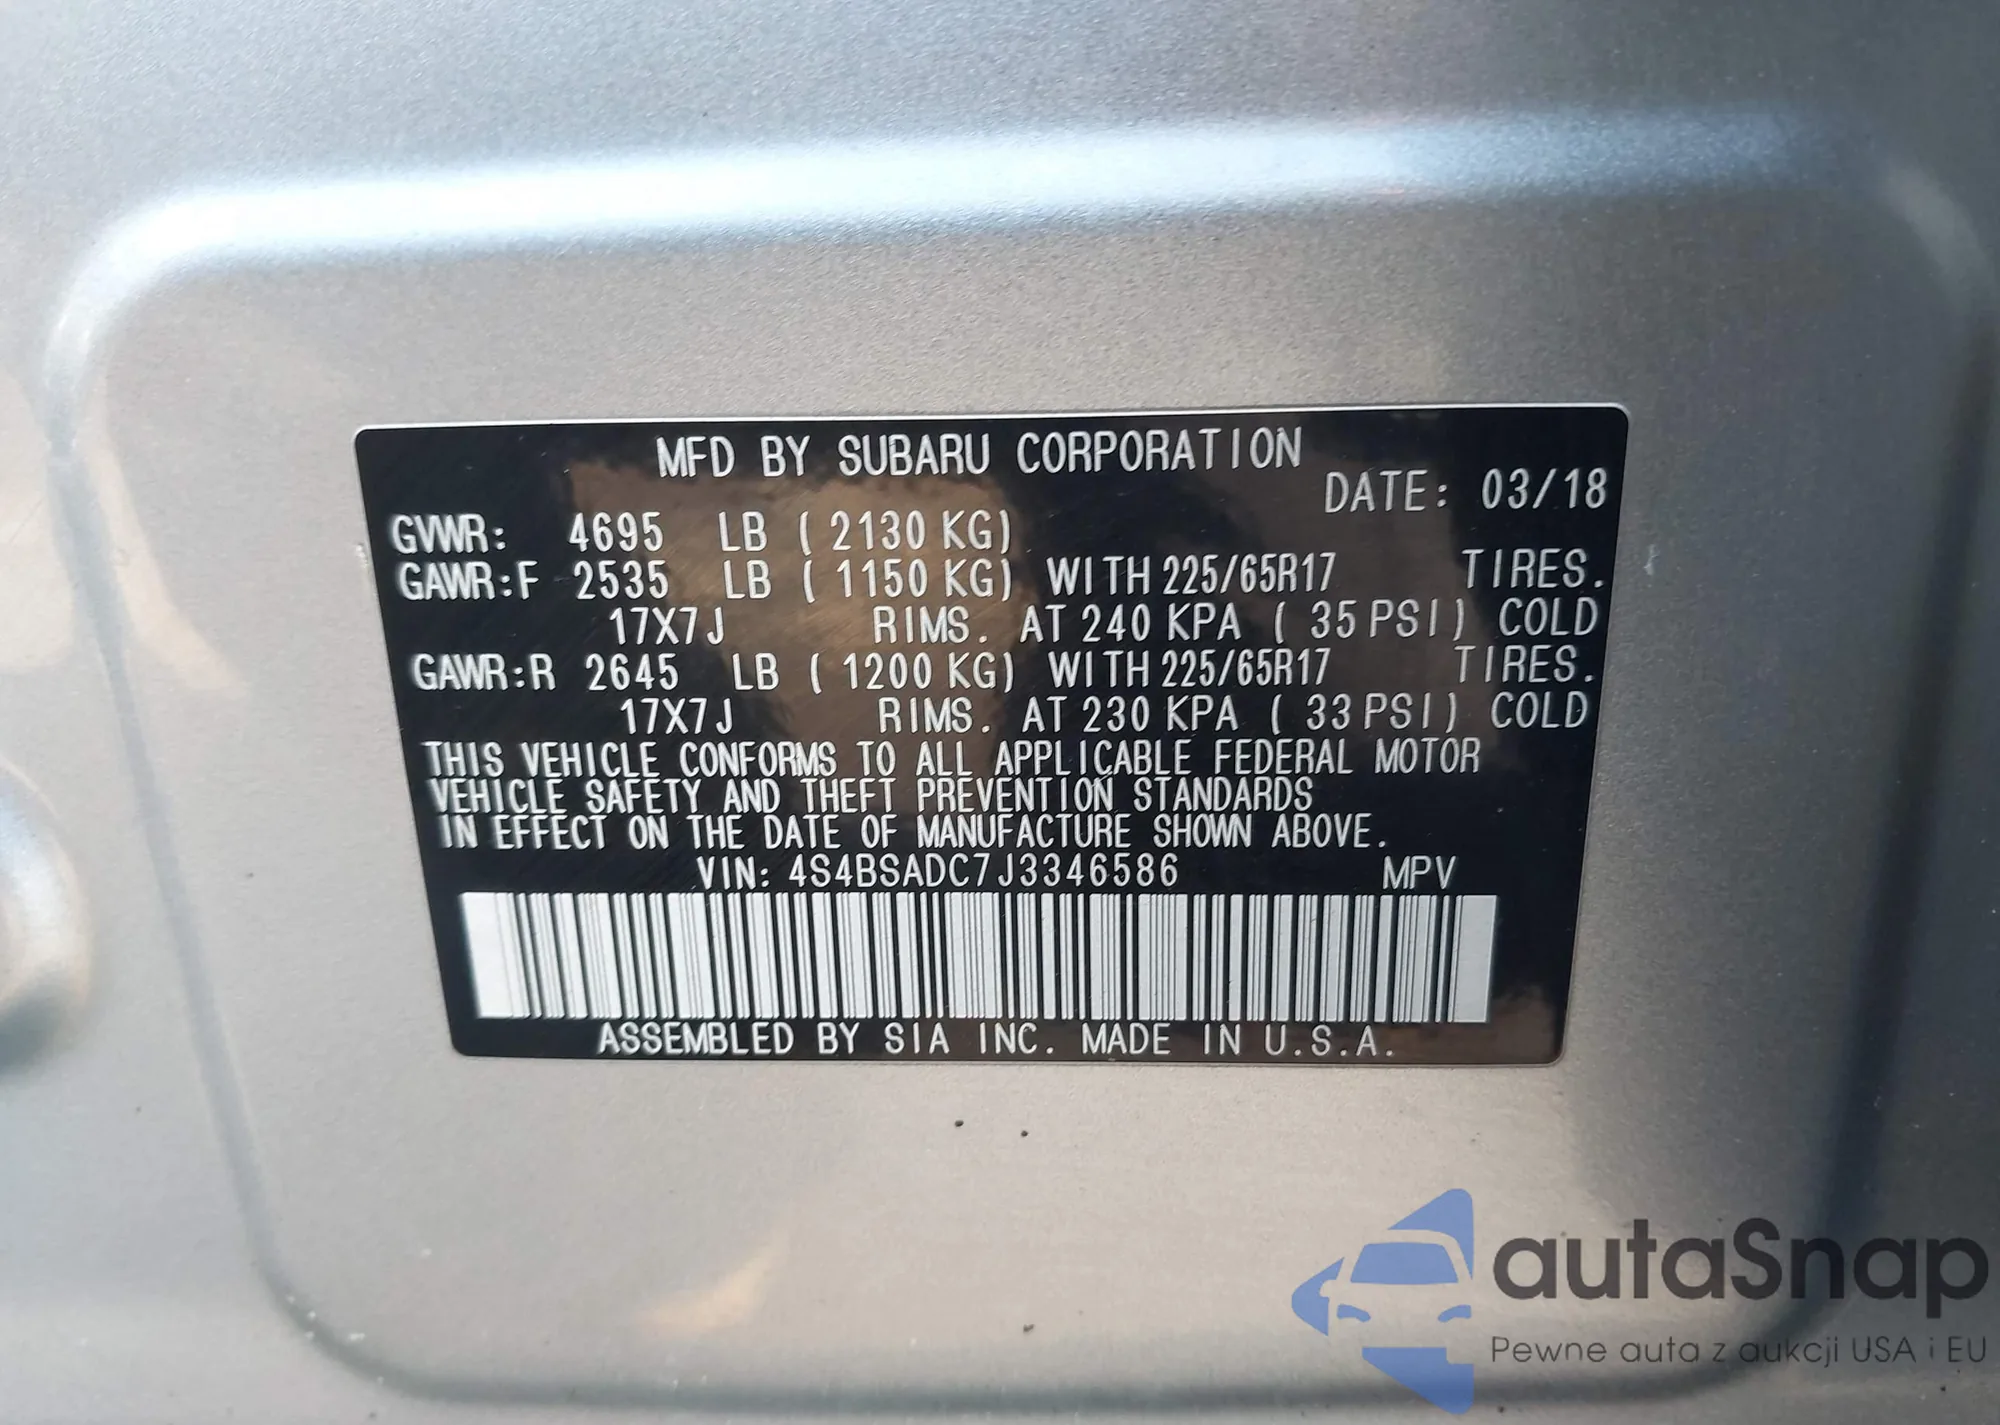 MFD BY SUBARU CORPORATION
DATE: 03/18
GVWR: 4695 LB ( 2130 KG)
GAWR:F 2535 LB ( 1150 KG) WITH 225/65R17 TIRES.
17X7J RIMS. AT 240 KPA ( 35 PSI) COLD
GAWR:R 2645 LB ( 1200 KG) WITH 225/65R17 TIRES.
17X7J RIMS. AT 230 KPA ( 33 PSI) COLD
THIS VEHICLE CONFORMS TO ALL APPLICABLE FEDERAL MOTOR
VEHICLE SAFETY AND THEFT PREVENTION STANDARDS
IN EFFECT ON THE DATE OF MANUFACTURE SHOWN ABOVE.
VIN: 4S4BSADC7J3346586 MPV
ASSEMBLED BY SIA INC. MADE IN U.S.A.
autaSnap
Pewne auta z aukcji USA i EU